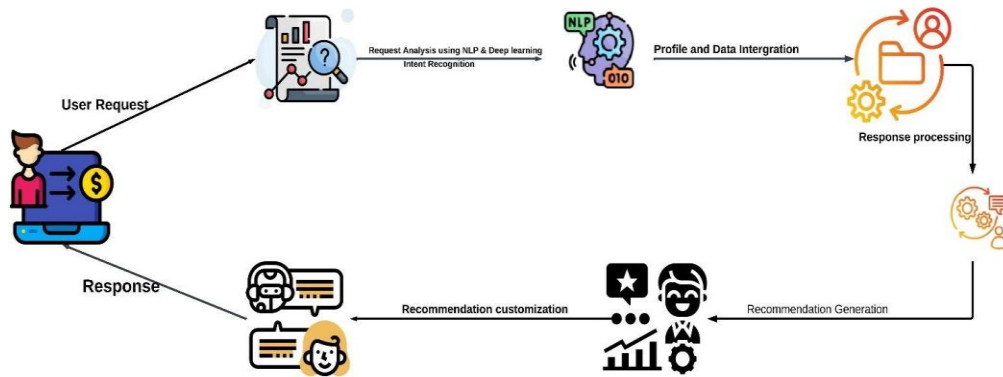 NLP
Request Analysis using NLP & Deep learning
Intent Recognition
Profile and Data Intergration
?
010
User Request
Response processing
$
Response
Recommendation customization
Recommendation Generation